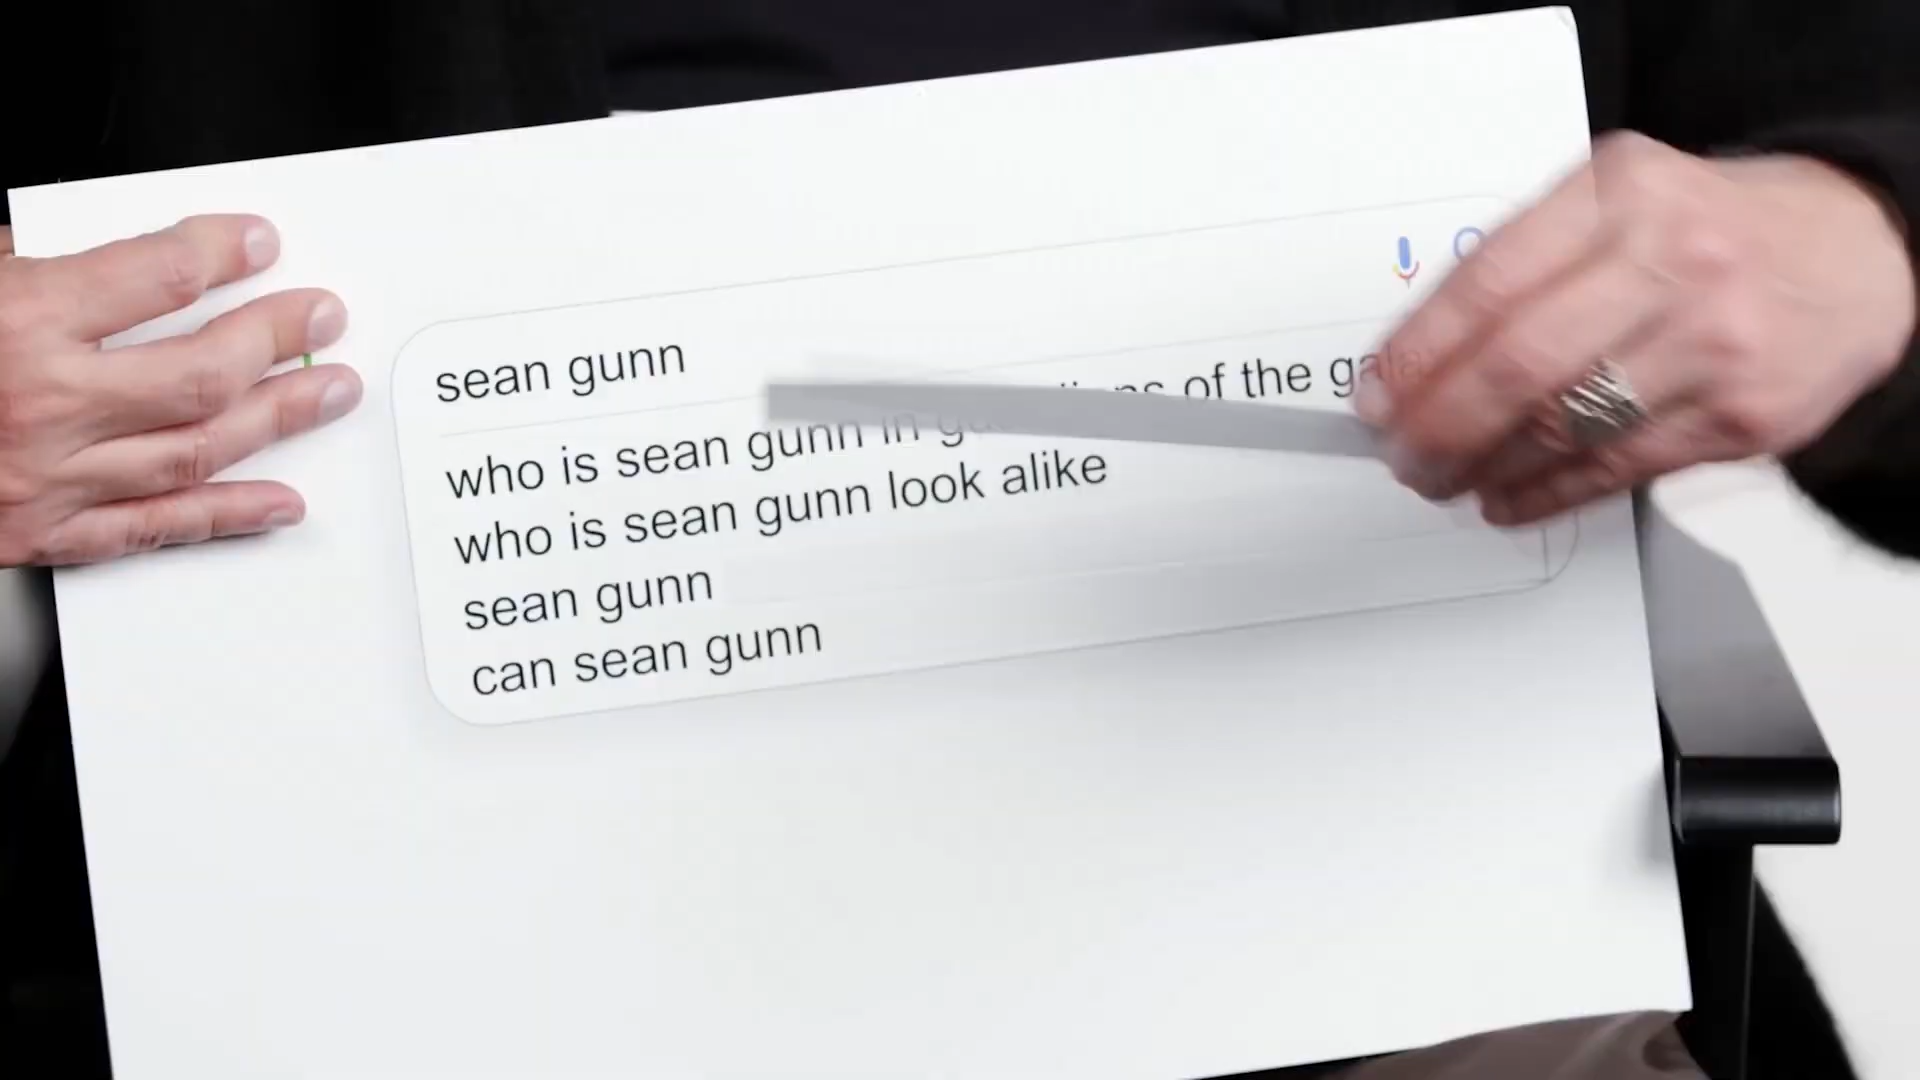 sean gunn
who is sean gunn in of the
who is sean gunn look alike
sean gunn
can sean gunn